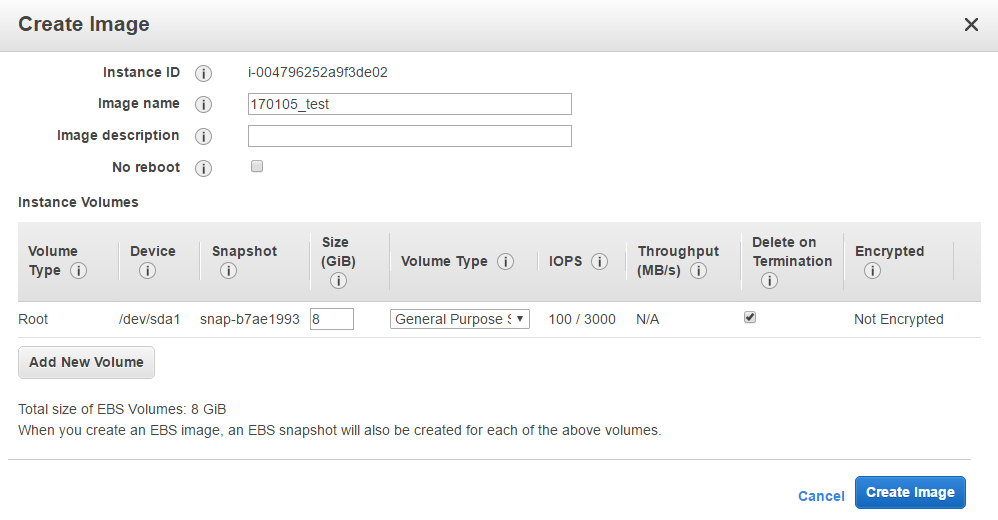 Create Image
Instance ID i-004796252a9f3de02
Image name 170105_test
Image description
No reboot
Instance Volumes
Volume Type Device Snapshot Size (GiB) Volume Type IOPS Throughput (MB/s) Delete on Termination Encrypted
Root /dev/sda1 snap-b7ae1993 8 General Purpose S 100 / 3000 N/A Not Encrypted
Add New Volume
Total size of EBS Volumes: 8 GiB
When you create an EBS image, an EBS snapshot will also be created for each of the above volumes.
Cancel Create Image